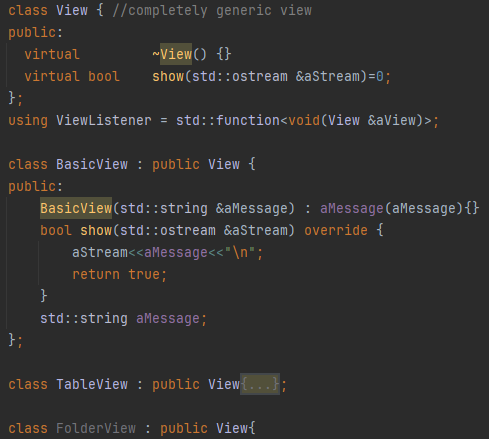 class View { //completely generic view
public:
  virtual         ~View() {}
  virtual bool    show(std::ostream &aStream)=0;
};
using ViewListener = std::function<void(View &aView)>;

class BasicView : public View {
public:
    BasicView(std::string &aMessage) : aMessage(aMessage){}
    bool show(std::ostream &aStream) override {
        aStream<<aMessage<<"\n";
        return true;
    }
    std::string aMessage;
};

class TableView : public View{...};

class FolderView : public View{